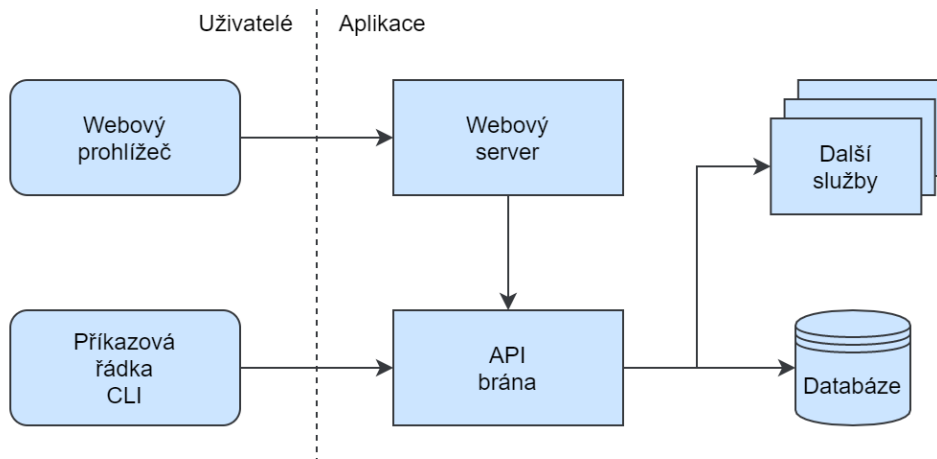 Uživatelé
Aplikace
Webový
prohlížeč
Webový
server
Další
služby
Příkazová
řádka
CLI
API
brána
Databáze